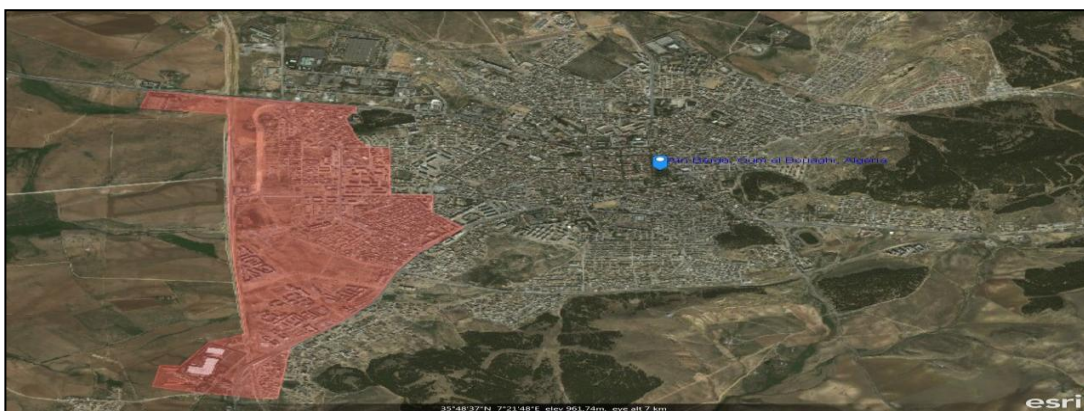 Ain Beida, Oum el Bouaghi, Algeria
35°48'37"N 7°21'48"E elev 961.74m, eye alt 7 km
esri